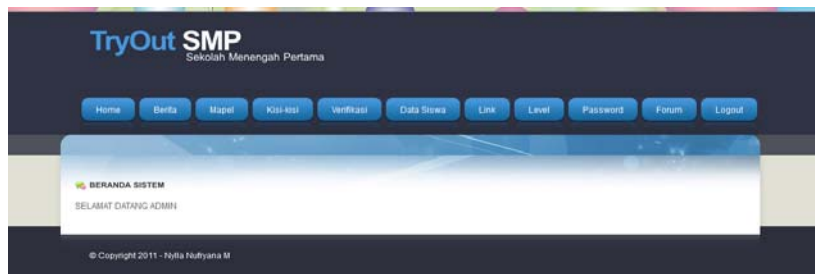 TryOut SMP
Sekolah Menengah Pertama
Home Berita Mapel Kisi-kisi Verifikasi Data Siswa Link Level Password Forum Logout
BERANDA SISTEM
SELAMAT DATANG ADMIN
© Copyright 2011 - Nylla Nufiyana M